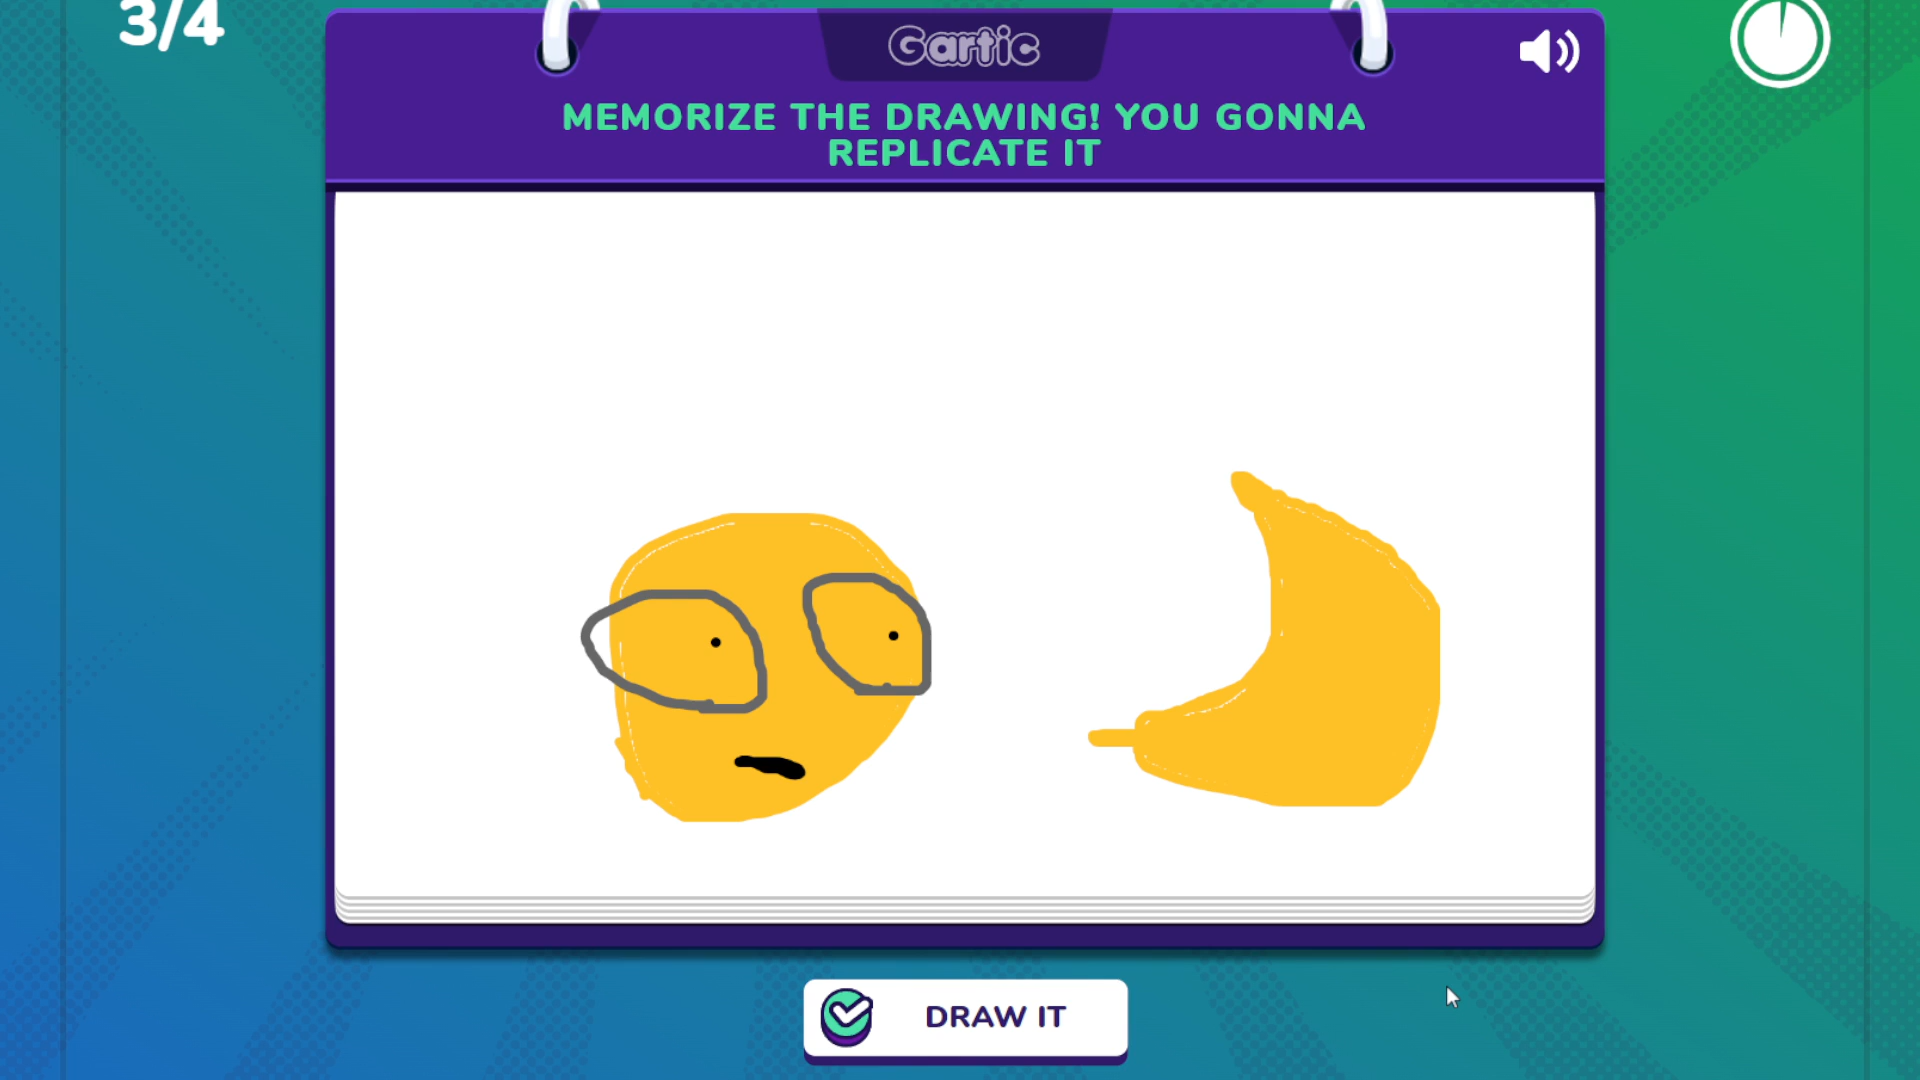 3/4
Gartic
MEMORIZE THE DRAWING! YOU GONNA
REPLICATE IT
DRAW IT